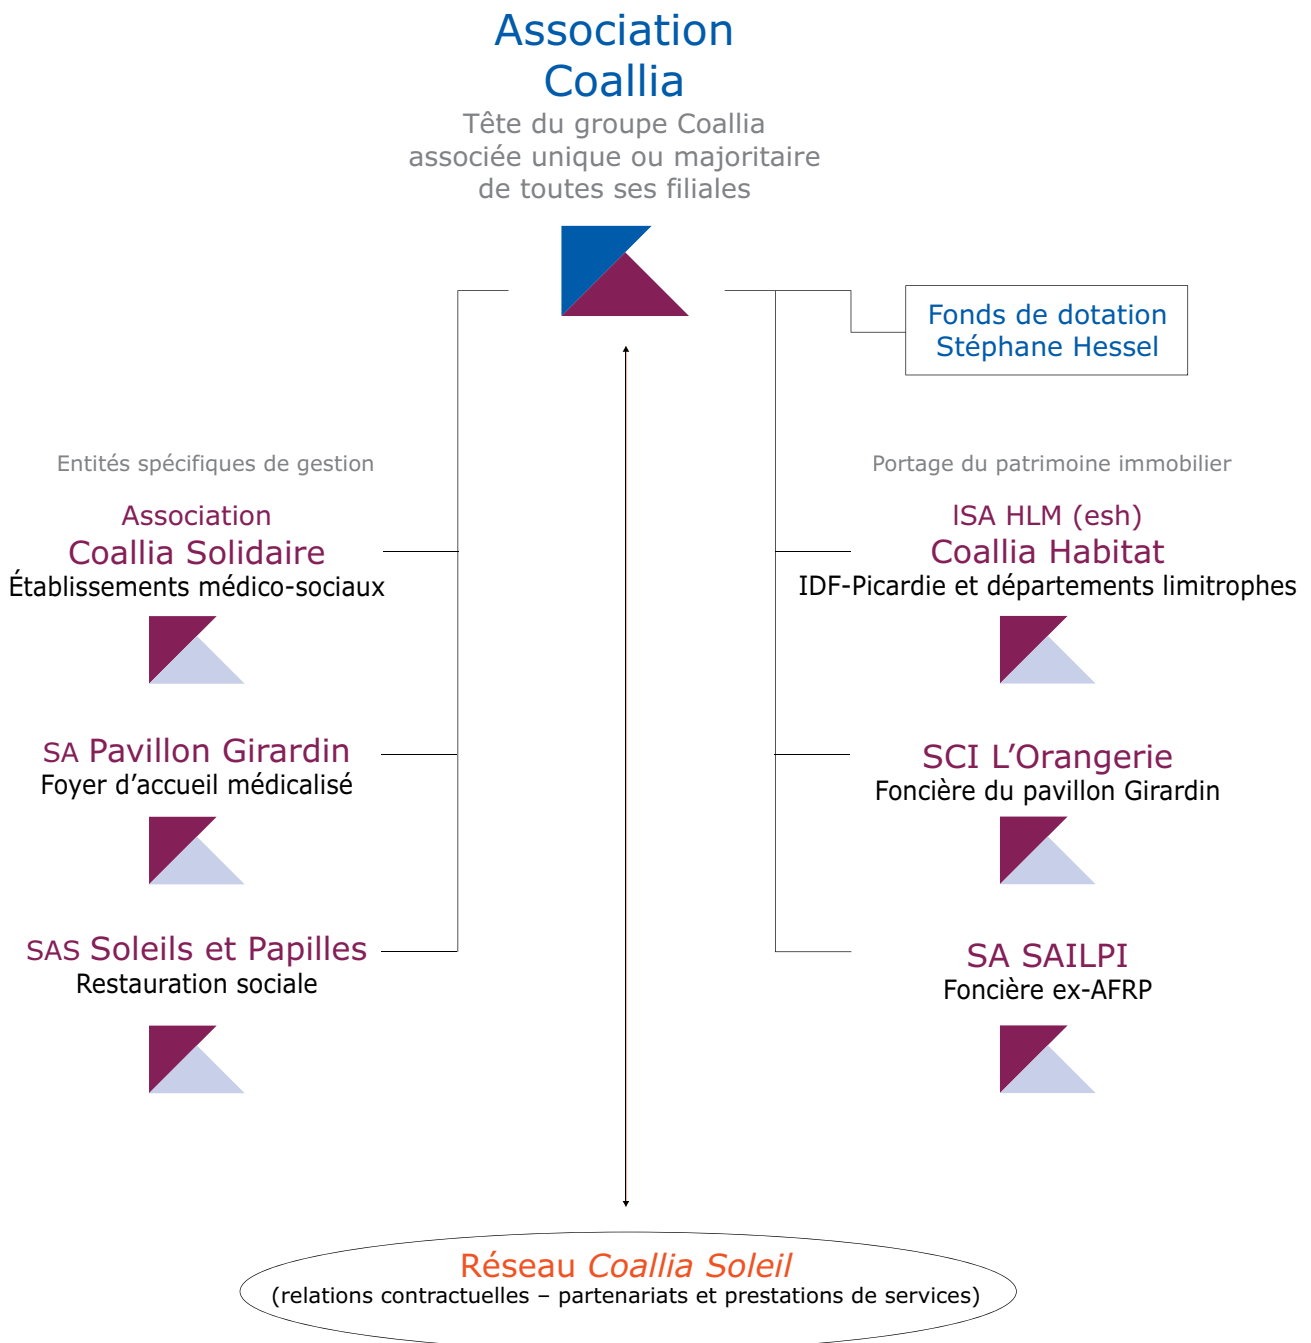 Association
Coallia
Tête du groupe Coallia
associée unique ou majoritaire
de toutes ses filiales
Fonds de dotation
Stéphane Hessel
Entités spécifiques de gestion
Association
Coallia Solidaire
Établissements médico-sociaux
SA Pavillon Girardin
Foyer d’accueil médicalisé
SAS Soleils et Papilles
Restauration sociale
Portage du patrimoine immobilier
lSA HLM (esh)
Coallia Habitat
IDF-Picardie et départements limitrophes
SCI L’Orangerie
Foncière du pavillon Girardin
SA SAILPI
Foncière ex-AFRP
Réseau Coallia Soleil
(relations contractuelles – partenariats et prestations de services)